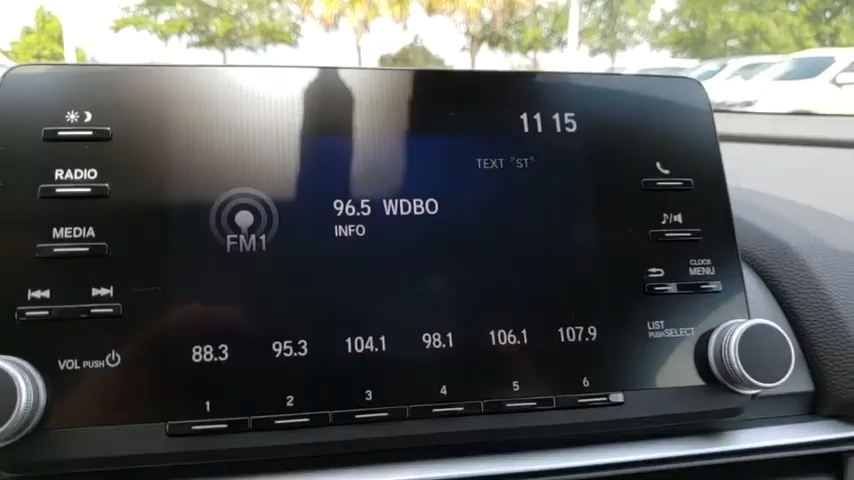 11 15
TEXT "ST"
RADIO
96.5 WDBO
INFO
FM1
MEDIA
CLOCK
MENU
VOL PUSH
LIST
PUSH SELECT
88.3 95.3 104.1 98.1 106.1 107.9
1 2 3 4 5 6